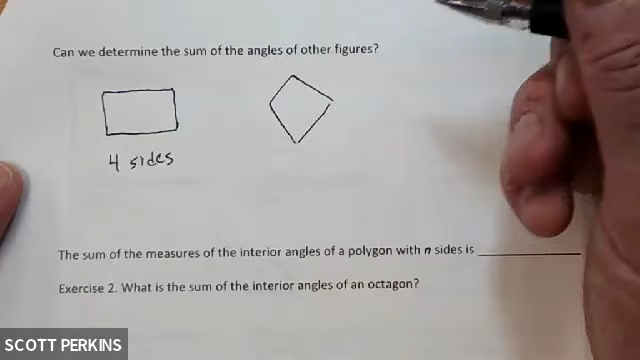 Can we determine the sum of the angles of other figures?
4 sides
The sum of the measures of the interior angles of a polygon with n sides is ____________
Exercise 2. What is the sum of the interior angles of an octagon?
SCOTT PERKINS